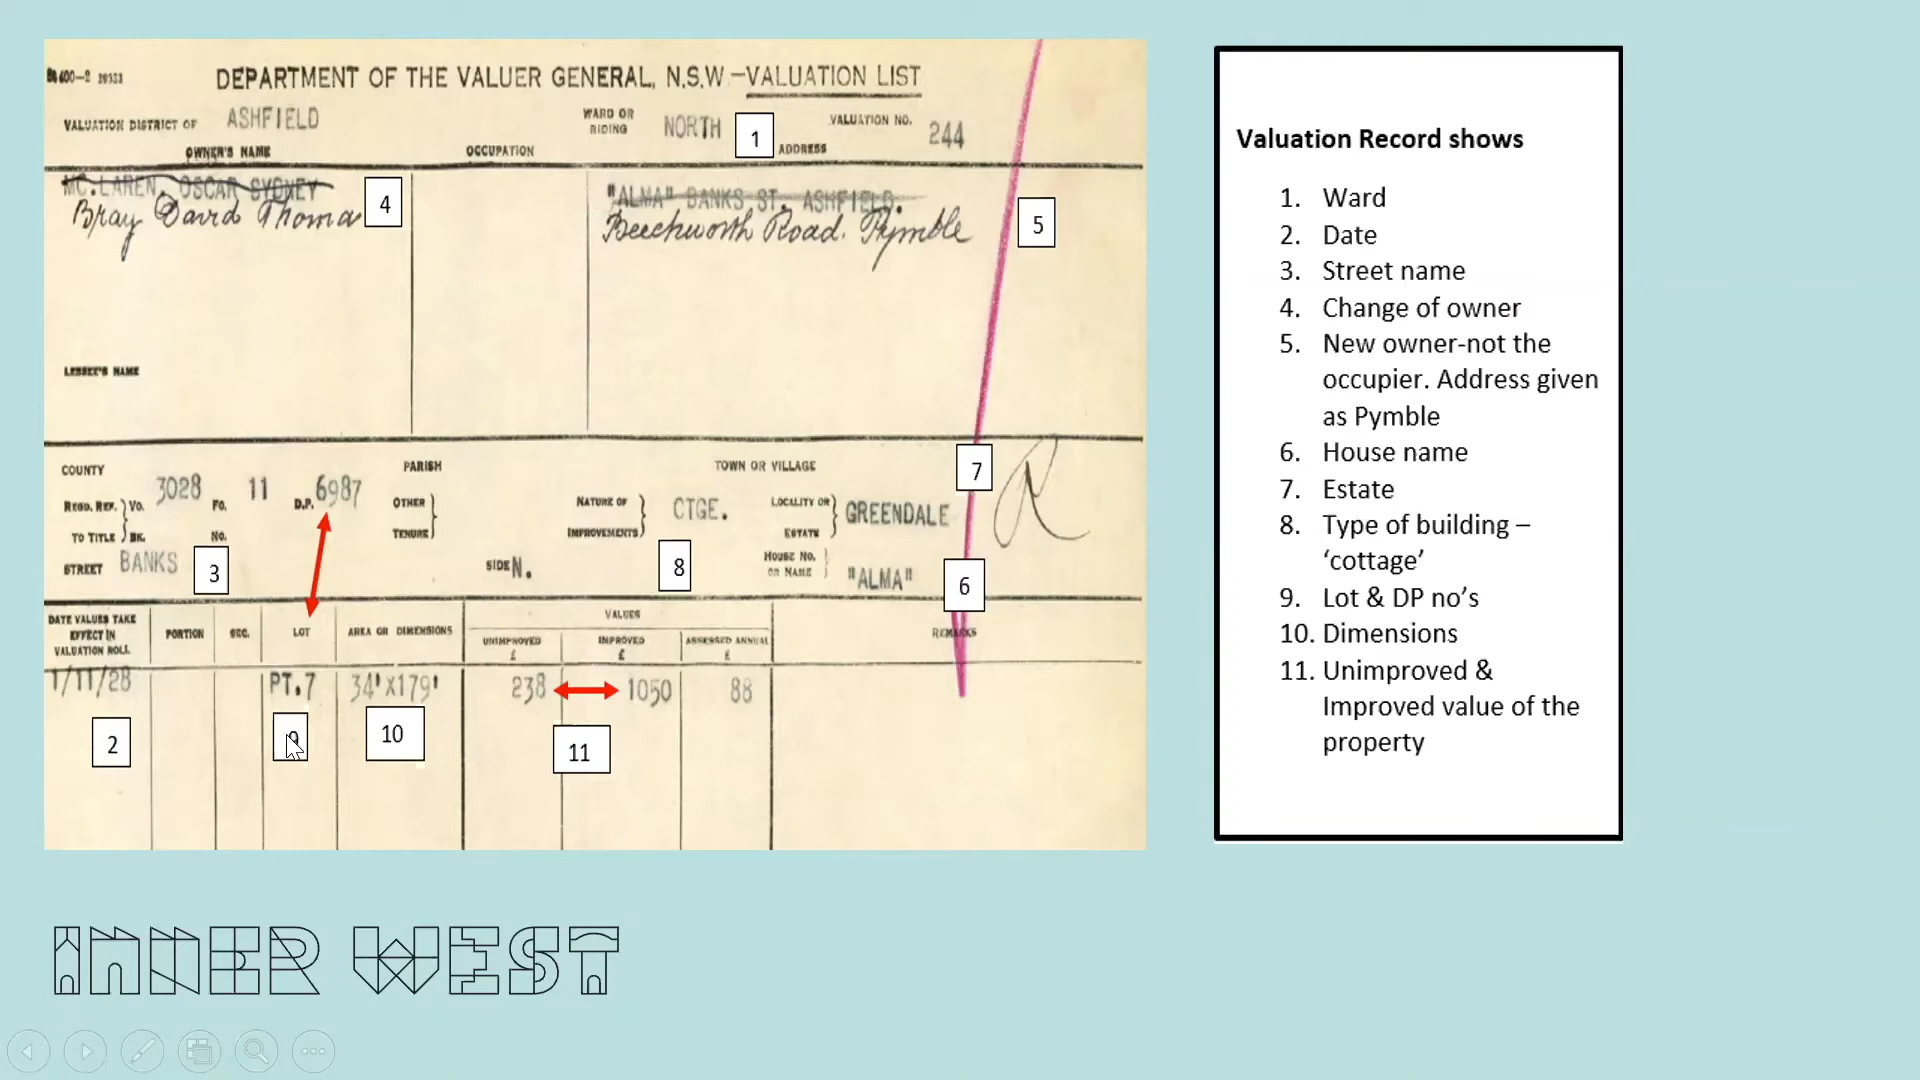 39333
DEPARTMENT OF THE VALUER GENERAL, N.S.W.—VALUATION LIST
VALUATION DISTRICT OF ASHFIELD WARD OR RIDING NORTH 1 VALUATION NO. 244
OWNER'S NAME OCCUPATION ADDRESS
MC.LAREN, OSCAR SYDNEY 4 "ALMA" BANKS ST. ASHFIELD.
Bray David Thomas Beechworth Road. Pymble 5
LESSEE'S NAME
COUNTY PARISH TOWN OR VILLAGE 7
REGD. REF. TO TITLE VO. 3028 FO. 11 D.P. 6987 OTHER TENURE NATURE OF IMPROVEMENTS CTGE. LOCALITY OR ESTATE GREENDALE
BK. NO.
STREET BANKS 3 SIDE N. 8 HOUSE NO. OR NAME "ALMA" 6
DATE VALUES TAKE EFFECT IN VALUATION ROLL PORTION SEC. LOT AREA OR DIMENSIONS VALUES REMARKS
UNIMPROVED £ IMPROVED £ ASSESSED ANNUAL £
1/11/28 PT.7 34'X179' 238 1050 88
2 9 10 11
Valuation Record shows
1. Ward
2. Date
3. Street name
4. Change of owner
5. New owner-not the
occupier. Address given
as Pymble
6. House name
7. Estate
8. Type of building –
‘cottage’
9. Lot & DP no’s
10. Dimensions
11. Unimproved &
Improved value of the
property
INNER WEST